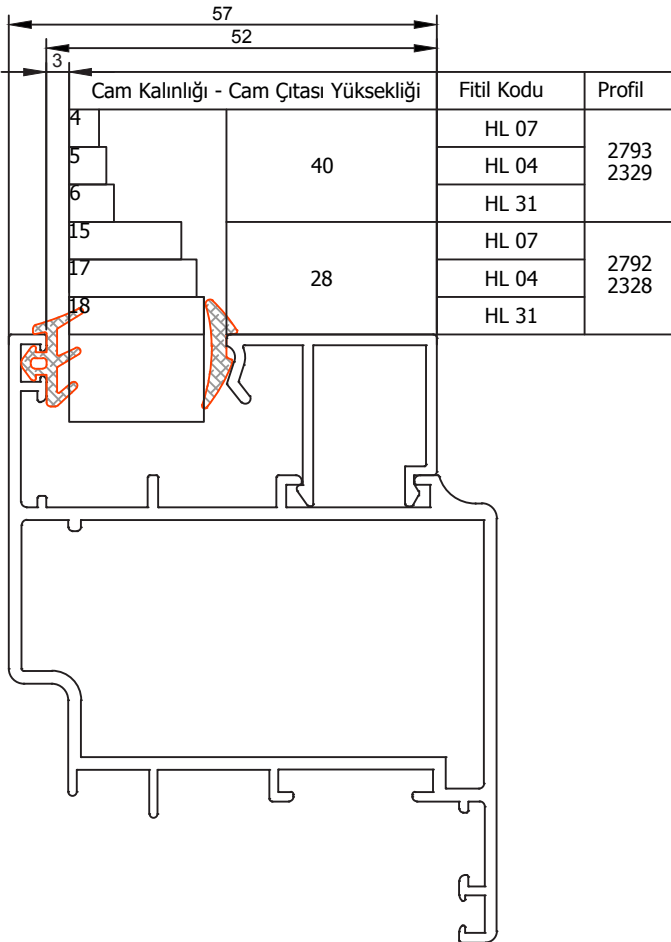 57
52
3
Cam Kalınlığı - Cam Çıtası Yüksekliği Fitil Kodu Profil
4 HL 07
5 40 HL 04 2793 2329
6 HL 31
15 HL 07
17 28 HL 04 2792 2328
18 HL 31